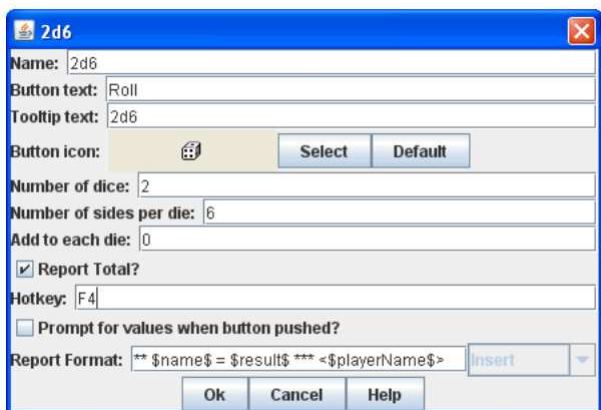 2d6
Name: 2d6
Button text: Roll
Tooltip text: 2d6
Button icon: Select Default
Number of dice: 2
Number of sides per die: 6
Add to each die: 0
Report Total?
Hotkey: F4
Prompt for values when button pushed?
Report Format: ** $name$ = $result$ *** <$playerName$> Insert
Ok Cancel Help